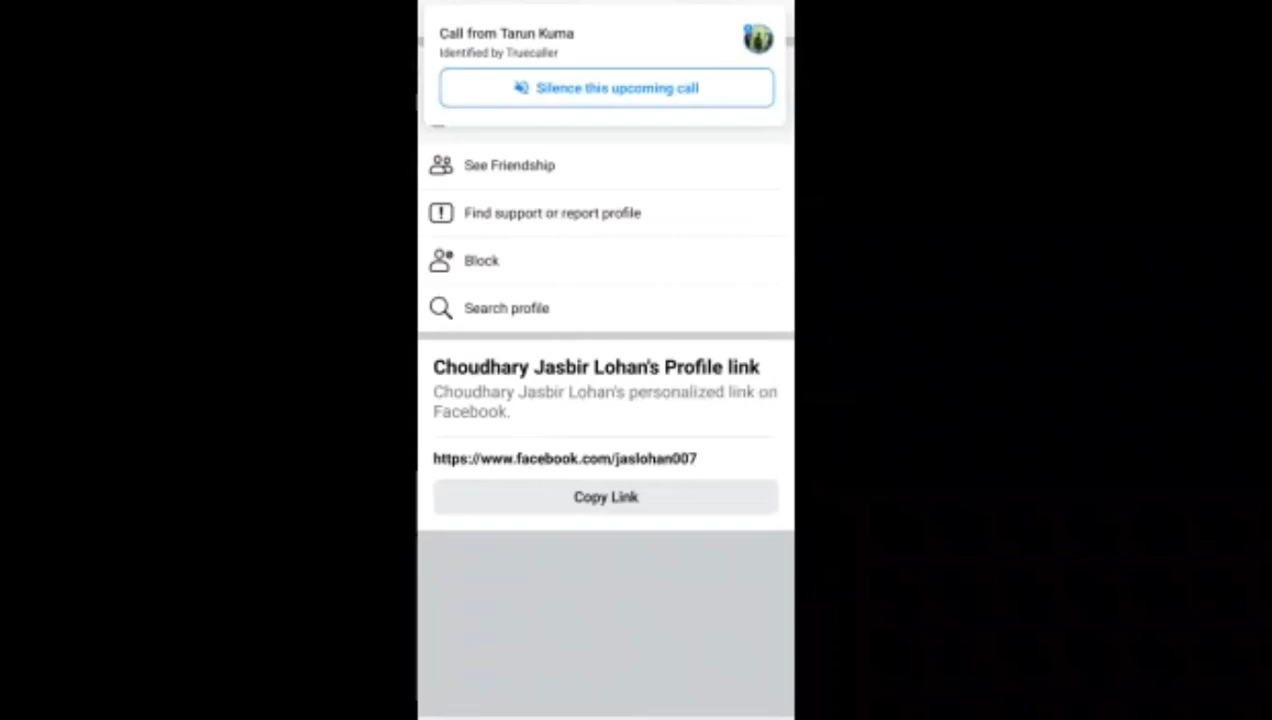 Call from Tarun Kuma
Identified by Truecaller
Silence this upcoming call
See Friendship
Find support or report profile
Block
Search profile
Choudhary Jasbir Lohan's Profile link
Choudhary Jasbir Lohan's personalized link on
Facebook.
https://www.facebook.com/jaslohan007
Copy Link